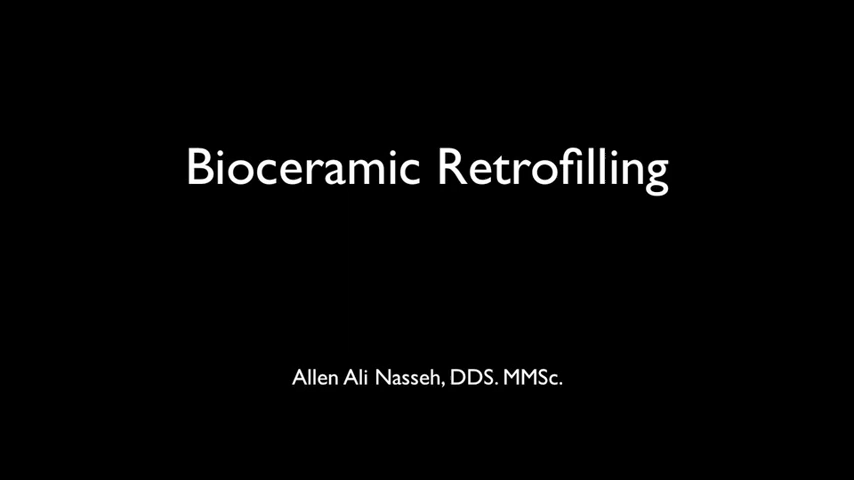 Bioceramic Retrofilling
Allen Ali Nasseh, DDS. MMSc.